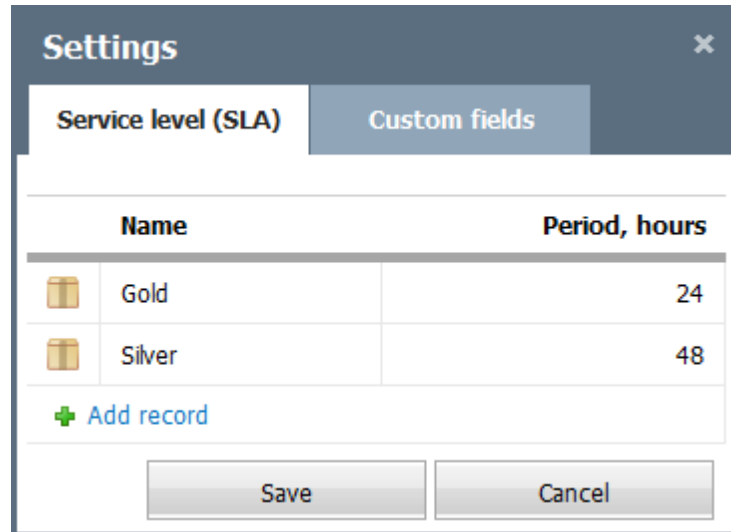 Settings
Service level (SLA) Custom fields
Name Period, hours
Gold 24
Silver 48
Add record
Save Cancel